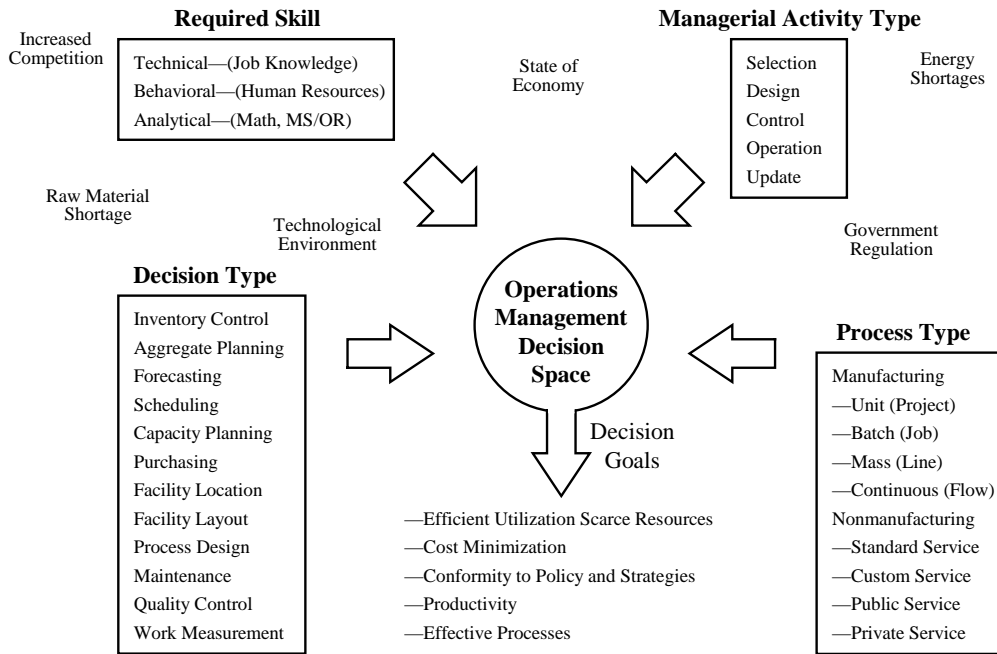 Required Skill
Managerial Activity Type
Increased
Competition
Technical—(Job Knowledge)
Behavioral—(Human Resources)
Analytical—(Math, MS/OR)
State of
Economy
Selection
Design
Control
Operation
Update
Energy
Shortages
Raw Material
Shortage
Technological
Environment
Government
Regulation
Decision Type
Inventory Control
Aggregate Planning
Forecasting
Scheduling
Capacity Planning
Purchasing
Facility Location
Facility Layout
Process Design
Maintenance
Quality Control
Work Measurement
Operations
Management
Decision
Space
Process Type
Manufacturing
—Unit (Project)
—Batch (Job)
—Mass (Line)
—Continuous (Flow)
Nonmanufacturing
—Standard Service
—Custom Service
—Public Service
—Private Service
Decision
Goals
—Efficient Utilization Scarce Resources
—Cost Minimization
—Conformity to Policy and Strategies
—Productivity
—Effective Processes